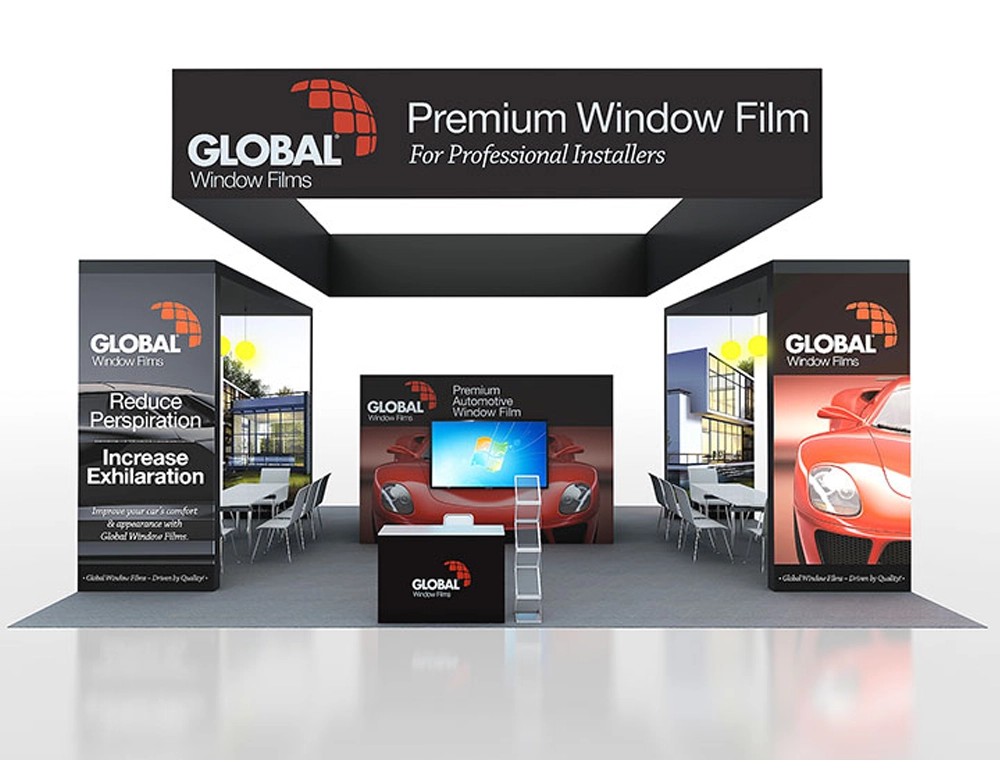 GLOBAL®
Window Films
Premium Window Film
For Professional Installers
GLOBAL®
Window Films
Reduce
Perspiration
Increase
Exhilaration
Improve your car's comfort
& appearance with
Global Window Films.
• Global Window Films – Driven by Quality! •
GLOBAL
Window Films
Premium
Automotive
Window Film
GLOBAL
Window Films
GLOBAL®
Window Films
• Global Window Films – Driven by Quality! •